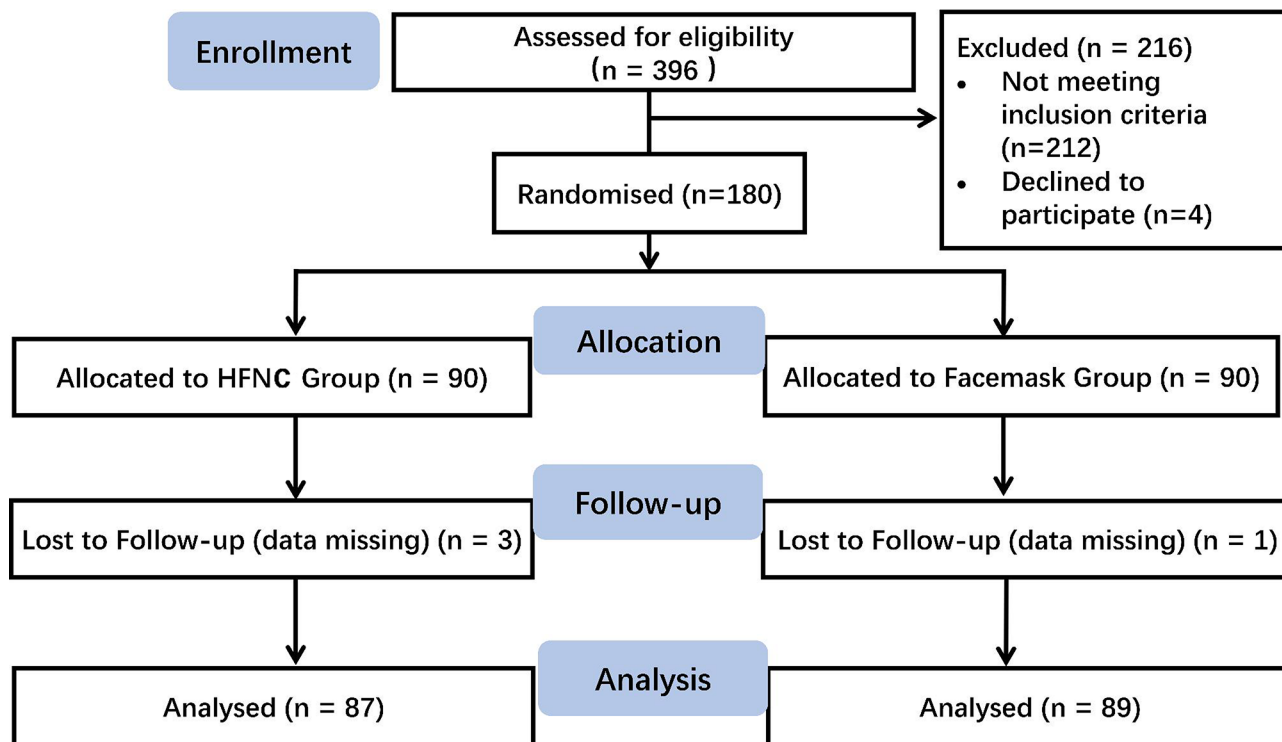 Enrollment
Assessed for eligibility
(n = 396 )
Excluded (n = 216)
• Not meeting
inclusion criteria
(n=212)
• Declined to
participate (n=4)
Randomised (n=180)
Allocation
Allocated to HFNC Group (n = 90)
Allocated to Facemask Group (n = 90)
Follow-up
Lost to Follow-up (data missing) (n = 3)
Lost to Follow-up (data missing) (n = 1)
Analysis
Analysed (n = 87)
Analysed (n = 89)